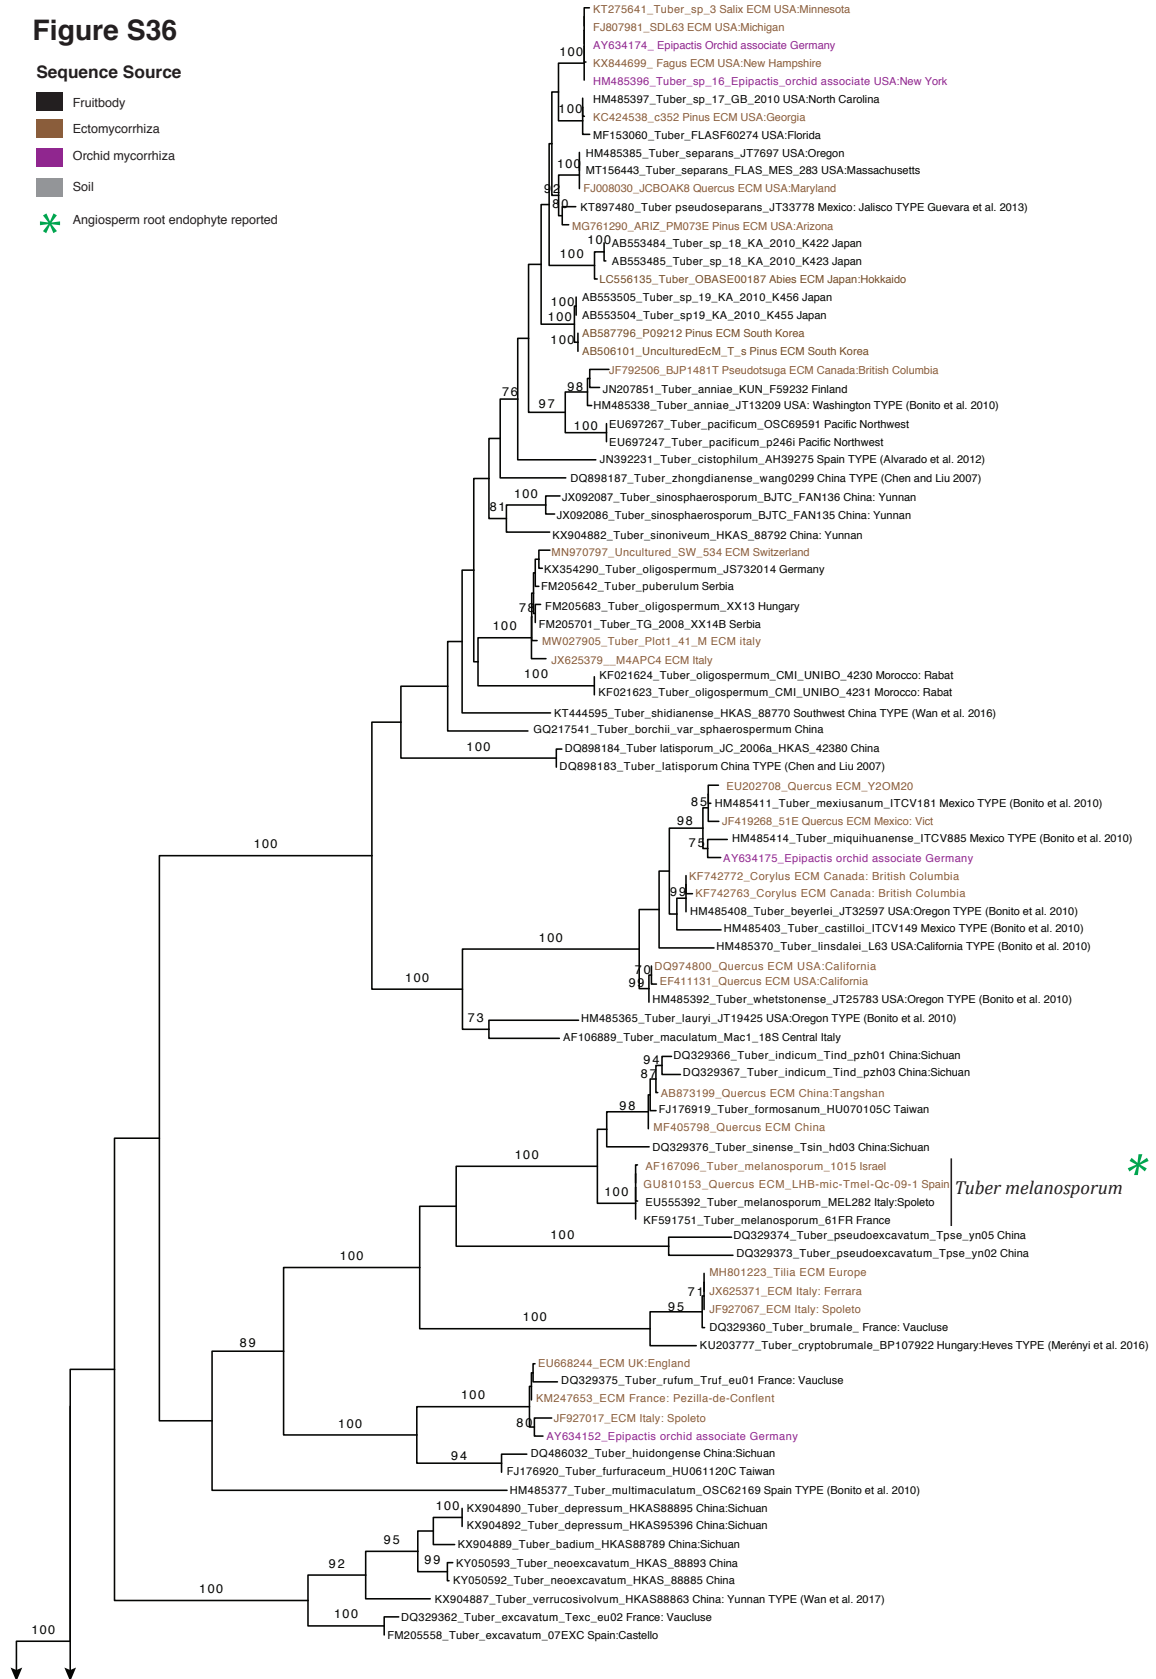 Figure S36
Sequence Source
Fruitbody
Ectomycorrhiza
Orchid mycorrhiza
Soil
Angiosperm root endophyte reported
KT275641_Tuber_sp_3 Salix ECM USA:Minnesota
FJ807981_SDL63 ECM USA:Michigan
AY634174_ Epipactis Orchid associate Germany
100
KX844699_ Fagus ECM USA:New Hampshire
HM485396_Tuber_sp_16_Epipactis_orchid associate USA:New York
HM485397_Tuber_sp_17_GB_2010 USA:North Carolina
100
KC424538_c352 Pinus ECM USA:Georgia
MF153060_Tuber_FLASF60274 USA:Florida
HM485385_Tuber_separans_JT7697 USA:Oregon
100
MT156443_Tuber_separans_FLAS_MES_283 USA:Massachusetts
92
FJ008030_JCBOAK8 Quercus ECM USA:Maryland
80
KT897480_Tuber pseudoseparans_JT33778 Mexico: Jalisco TYPE Guevara et al. 2013)
MG761290_ARIZ_PM073E Pinus ECM USA:Arizona
100
AB553484_Tuber_sp_18_KA_2010_K422 Japan
100
AB553485_Tuber_sp_18_KA_2010_K423 Japan
LC556135_Tuber_OBASE00187 Abies ECM Japan:Hokkaido
100
AB553505_Tuber_sp_19_KA_2010_K456 Japan
100
AB553504_Tuber_sp19_KA_2010_K455 Japan
AB587796_P09212 Pinus ECM South Korea
100
AB506101_UnculturedEcM_T_s Pinus ECM South Korea
JF792506_BJP1481T Pseudotsuga ECM Canada:British Columbia
76
98
JN207851_Tuber_anniae_KUN_F59232 Finland
97
HM485338_Tuber_anniae_JT13209 USA: Washington TYPE (Bonito et al. 2010)
100
EU697267_Tuber_pacificum_OSC69591 Pacific Northwest
EU697247_Tuber_pacificum_p246i Pacific Northwest
JN392231_Tuber_cistophilum_AH39275 Spain TYPE (Alvarado et al. 2012)
DQ898187_Tuber_zhongdianense_wang0299 China TYPE (Chen and Liu 2007)
100
JX092087_Tuber_sinosphaerosporum_BJTC_FAN136 China: Yunnan
81
JX092086_Tuber_sinosphaerosporum_BJTC_FAN135 China: Yunnan
KX904882_Tuber_sinoniveum_HKAS_88792 China: Yunnan
MN970797_Uncultured_SW_534 ECM Switzerland
KX354290_Tuber_oligospermum_JS732014 Germany
FM205642_Tuber_puberulum Serbia
78
FM205683_Tuber_oligospermum_XX13 Hungary
100
FM205701_Tuber_TG_2008_XX14B Serbia
MW027905_Tuber_Plot1_41_M ECM italy
JX625379__M4APC4 ECM Italy
100
KF021624_Tuber_oligospermum_CMI_UNIBO_4230 Morocco: Rabat
KF021623_Tuber_oligospermum_CMI_UNIBO_4231 Morocco: Rabat
KT444595_Tuber_shidianense_HKAS_88770 Southwest China TYPE (Wan et al. 2016)
GQ217541_Tuber_borchii_var_sphaerospermum China
100
DQ898184_Tuber latisporum_JC_2006a_HKAS_42380 China
DQ898183_Tuber_latisporum China TYPE (Chen and Liu 2007)
EU202708_Quercus ECM_Y2OM20
85
HM485411_Tuber_mexiusanum_ITCV181 Mexico TYPE (Bonito et al. 2010)
98
JF419268_51E Quercus ECM Mexico: Vict
75
HM485414_Tuber_miquihuanense_ITCV885 Mexico TYPE (Bonito et al. 2010)
100
AY634175_Epipactis orchid associate Germany
KF742772_Corylus ECM Canada: British Columbia
99
KF742763_Corylus ECM Canada: British Columbia
HM485408_Tuber_beyerlei_JT32597 USA:Oregon TYPE (Bonito et al. 2010)
HM485403_Tuber_castilloi_ITCV149 Mexico TYPE (Bonito et al. 2010)
100
HM485370_Tuber_linsdalei_L63 USA:California TYPE (Bonito et al. 2010)
70
DQ974800_Quercus ECM USA:California
100
99
EF411131_Quercus ECM USA:California
HM485392_Tuber_whetstonense_JT25783 USA:Oregon TYPE (Bonito et al. 2010)
73
HM485365_Tuber_lauryi_JT19425 USA:Oregon TYPE (Bonito et al. 2010)
AF106889_Tuber_maculatum_Mac1_18S Central Italy
94
DQ329366_Tuber_indicum_Tind_pzh01 China:Sichuan
87
DQ329367_Tuber_indicum_Tind_pzh03 China:Sichuan
AB873199_Quercus ECM China:Tangshan
98
FJ176919_Tuber_formosanum_HU070105C Taiwan
MF405798_Quercus ECM China
DQ329376_Tuber_sinense_Tsin_hd03 China:Sichuan
100
AF167096_Tuber_melanosporum_1015 Israel
GU810153_Quercus ECM_LHB-mic-Tmel-Qc-09-1 Spain
Tuber melanosporum
100
EU555392_Tuber_melanosporum_MEL282 Italy:Spoleto
KF591751_Tuber_melanosporum_61FR France
100
DQ329374_Tuber_pseudoexcavatum_Tpse_yn05 China
DQ329373_Tuber_pseudoexcavatum_Tpse_yn02 China
100
MH801223_Tilia ECM Europe
71
JX625371_ECM Italy: Ferrara
95
JF927067_ECM Italy: Spoleto
100
DQ329360_Tuber_brumale_ France: Vaucluse
89
KU203777_Tuber_cryptobrumale_BP107922 Hungary:Heves TYPE (Merényi et al. 2016)
EU668244_ECM UK:England
DQ329375_Tuber_rufum_Truf_eu01 France: Vaucluse
100
KM247653_ECM France: Pezilla-de-Conflent
100
80
JF927017_ECM Italy: Spoleto
AY634152_Epipactis orchid associate Germany
94
DQ486032_Tuber_huidongense China:Sichuan
FJ176920_Tuber_furfuraceum_HU061120C Taiwan
HM485377_Tuber_multimaculatum_OSC62169 Spain TYPE (Bonito et al. 2010)
100
KX904890_Tuber_depressum_HKAS88895 China:Sichuan
KX904892_Tuber_depressum_HKAS95396 China:Sichuan
95
KX904889_Tuber_badium_HKAS88789 China:Sichuan
92
99
KY050593_Tuber_neoexcavatum_HKAS_88893 China
KY050592_Tuber_neoexcavatum_HKAS_88885 China
100
KX904887_Tuber_verrucosivolvum_HKAS88863 China: Yunnan TYPE (Wan et al. 2017)
100
DQ329362_Tuber_excavatum_Texc_eu02 France: Vaucluse
100
FM205558_Tuber_excavatum_07EXC Spain:Castello